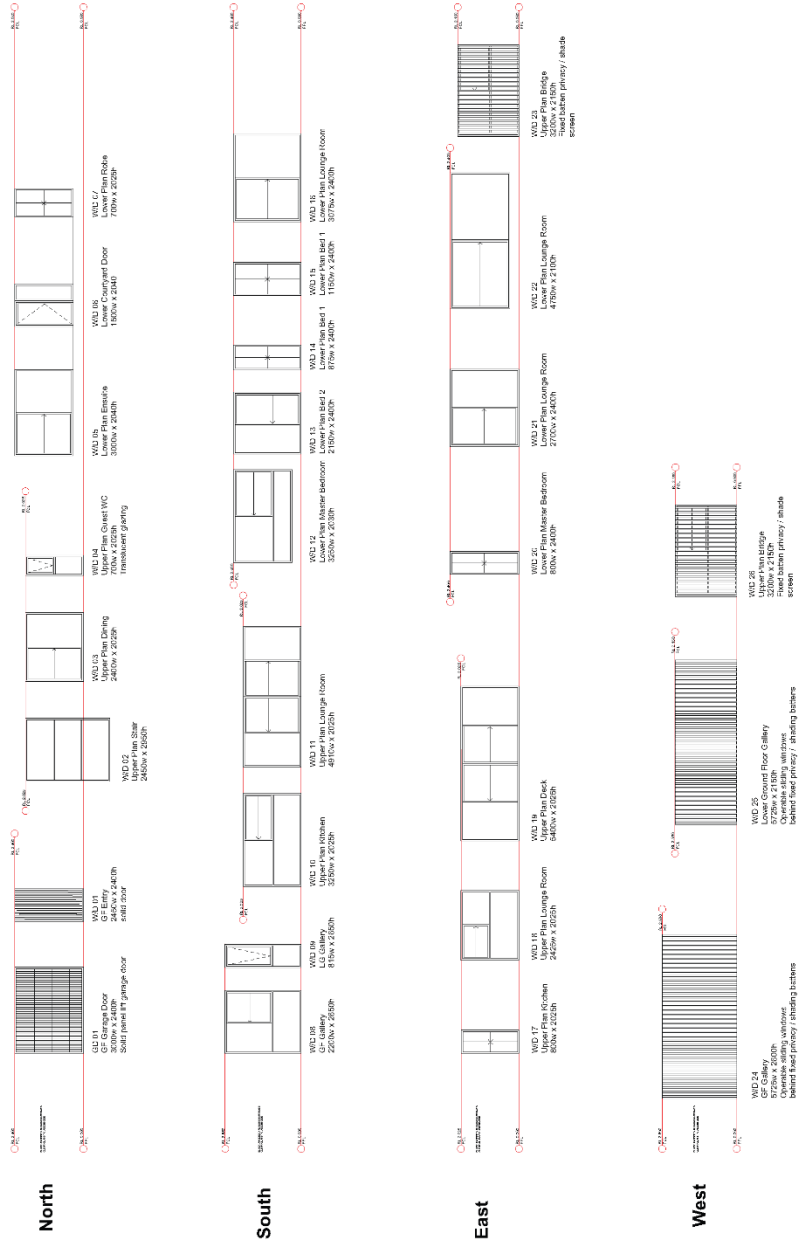 North
GD 01
GF Garage Door
3000w x 2400h
Solid panel lift garage door
W/D 01
GF Entry
2450w x 2400h
solid door
W/D 02
Upper Plan Stair
2450w x 2950h
W/D 03
Upper Plan Dining
2400w x 2025h
W/D 04
Upper Plan Guest WC
700w x 2025h
Translucent glazing
W/D 05
Lower Plan Ensuite
3000w x 2040h
W/D 06
Lower Courtyard Door
1500w x 2040
W/D 07
Lower Plan Robe
700w x 2025h
South
W/D 08
GF Gallery
2200w x 2650h
W/D 09
LG Gallery
815w x 2650h
W/D 10
Upper Plan Kitchen
3250w x 2025h
W/D 11
Upper Plan Lounge Room
4910w x 2025h
W/D 12
Lower Plan Master Bedroom
3250w x 2030h
W/D 13
Lower Plan Bed 2
2150w x 2400h
W/D 14
Lower Plan Bed 1
875w x 2400h
W/D 15
Lower Plan Bed 1
1150w x 2400h
W/D 16
Lower Plan Lounge Room
3075w x 2400h
East
W/D 17
Upper Plan Kitchen
800w x 2025h
W/D 18
Upper Plan Lounge Room
2425w x 2025h
W/D 19
Upper Plan Deck
5400w x 2025h
W/D 20
Lower Plan Master Bedroom
800w x 2400h
W/D 21
Lower Plan Lounge Room
2700w x 2400h
W/D 22
Lower Plan Lounge Room
4750w x 2100h
W/D 23
Upper Plan Bridge
3200w x 2150h
Fixed batten privacy / shade
screen
West
W/D 24
GF Gallery
5725w x 2600h
Operable sliding windows
behind fixed privacy / shading battens
W/D 25
Lower Ground Floor Gallery
5725w x 2150h
Operable sliding windows
behind fixed privacy / shading battens
W/D 26
Upper Plan Bridge
3200w x 2150h
Fixed batten privacy / shade
screen